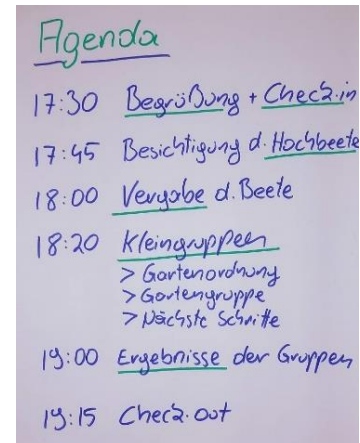 Agenda
17:30 Begrüßung + Check-in
17:45 Besichtigung d. Hochbeete
18:00 Vergabe d. Beete
18:20 Kleingruppen
> Gartenordnung
> Gartengruppe
> Nächste Schritte
19:00 Ergebnisse der Gruppen
19:15 Check-out